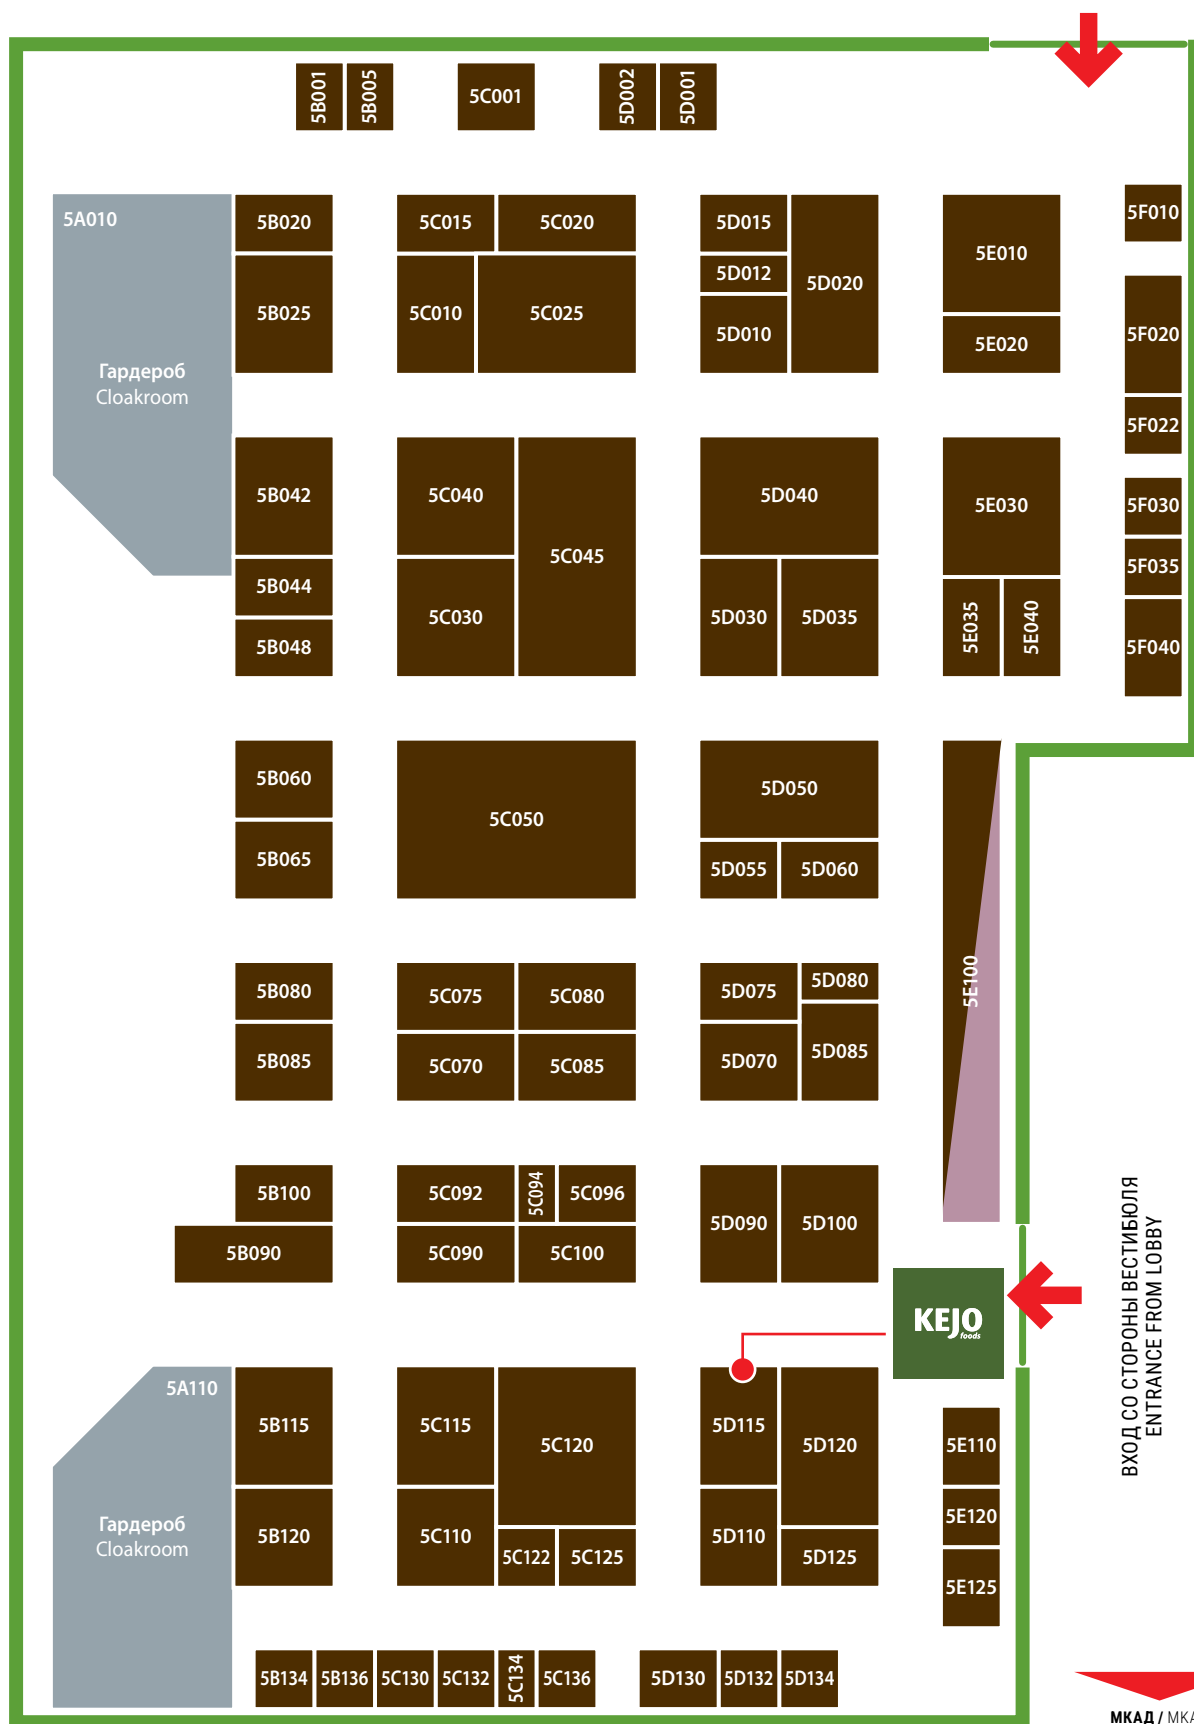 5B001
5B005
5C001
5D002
5D001
5A010
5B020
5C015
5C020
5D015
5D012
5D020
5E010
5F010
5B025
5C010
5C025
5D010
5E020
5F020
Гардероб
Cloakroom
5F022
5B042
5C040
5C045
5D040
5E030
5F030
5F035
5B044
5C030
5D030
5D035
5E035
5E040
5B048
5F040
5B060
5C050
5D050
5B065
5D055
5D060
5B080
5C075
5C080
5D075
5D080
5E100
5B085
5C070
5C085
5D070
5D085
5B100
5C092
5C094
5C096
5D090
5D100
5B090
5C090
5C100
ВХОД СО СТОРОНЫ ВЕСТИБЮЛЯ
ENTRANCE FROM LOBBY
KEJO
foods
5A110
5B115
5C115
5C120
5D115
5D120
5E110
Гардероб
Cloakroom
5B120
5C110
5D110
5E120
5C122
5C125
5D125
5E125
5B134
5B136
5C130
5C132
5C134
5C136
5D130
5D132
5D134
МКАД / МКА